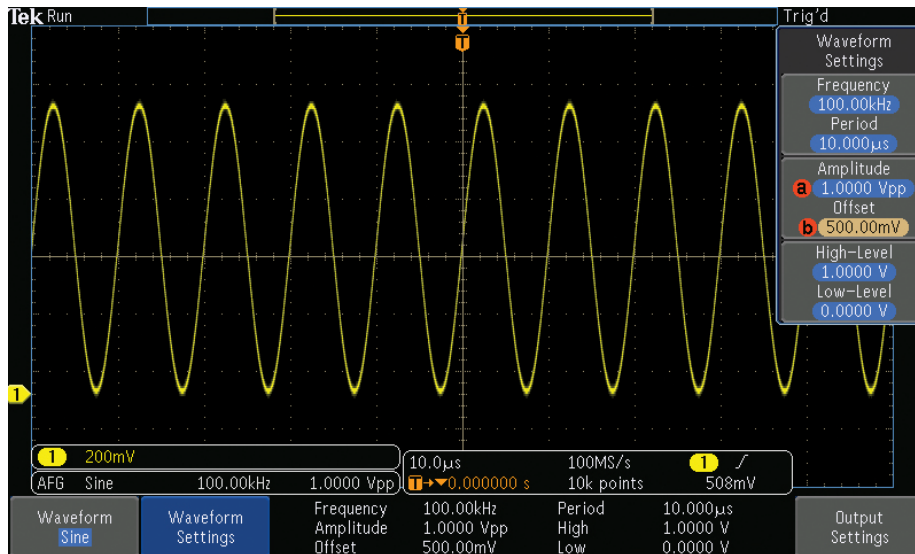 Tek Run
Trig'd
T
T
Waveform
Settings
Frequency
100.00kHz
Period
10.000µs
Amplitude
a 1.0000 Vpp
Offset
b 500.00mV
High-Level
1.0000 V
Low-Level
0.0000 V
1
1 200mV
AFG Sine 100.00kHz 1.0000 Vpp
10.0µs 100MS/s 1 ∫
T→▼0.000000 s 10k points 508mV
Waveform
Sine
Waveform
Settings
Frequency 100.00kHz Period 10.000µs
Amplitude 1.0000 Vpp High 1.0000 V
Offset 500.00mV Low 0.0000 V
Output
Settings